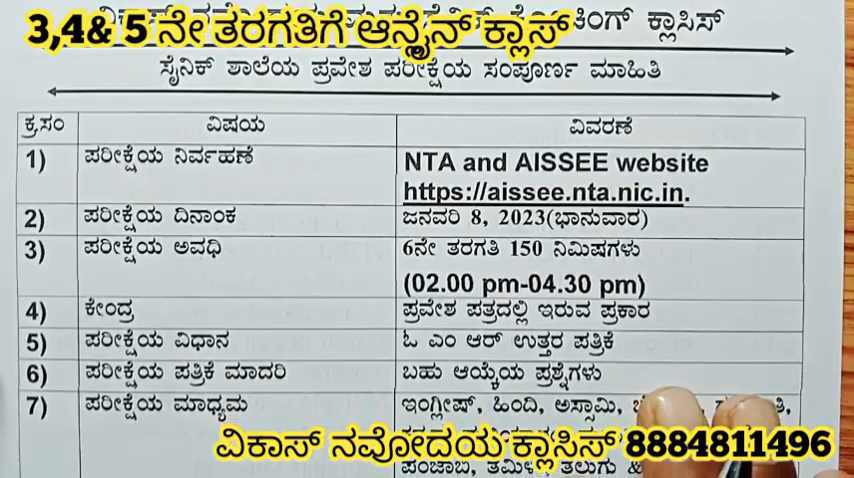 3,4& 5 ನೇ ತರಗತಿಗೆ ಆನ್ಲೈನ್ ಕ್ಲಾಸ್
ಕ್ಲಾಸಿಸ್
ಸೈನಿಕ್ ಶಾಲೆಯ ಪ್ರವೇಶ ಪರೀಕ್ಷೆಯ ಸಂಪೂರ್ಣ ಮಾಹಿತಿ
ಕ್ರ.ಸಂ ವಿಷಯ ವಿವರಣೆ
1) ಪರೀಕ್ಷೆಯ ನಿರ್ವಹಣೆ NTA and AISSEE website
https://aissee.nta.nic.in.
2) ಪರೀಕ್ಷೆಯ ದಿನಾಂಕ ಜನವರಿ 8, 2023(ಭಾನುವಾರ)
3) ಪರೀಕ್ಷೆಯ ಅವಧಿ 6ನೇ ತರಗತಿ 150 ನಿಮಿಷಗಳು
(02.00 pm-04.30 pm)
4) ಕೇಂದ್ರ ಪ್ರವೇಶ ಪತ್ರದಲ್ಲಿ ಇರುವ ಪ್ರಕಾರ
5) ಪರೀಕ್ಷೆಯ ವಿಧಾನ ಓ ಎಂ ಆರ್ ಉತ್ತರ ಪತ್ರಿಕೆ
6) ಪರೀಕ್ಷೆಯ ಪತ್ರಿಕೆ ಮಾದರಿ ಬಹು ಆಯ್ಕೆಯ ಪ್ರಶ್ನೆಗಳು
7) ಪರೀಕ್ಷೆಯ ಮಾಧ್ಯಮ ಇಂಗ್ಲೀಷ್, ಹಿಂದಿ, ಅಸ್ಸಾಮಿ,
ವಿಕಾಸ್ ನವೋದಯ ಕ್ಲಾಸಿಸ್ 8884811496
ಪಂಜಾಬಿ, ತಮಿಳು, ತೆಲುಗು &